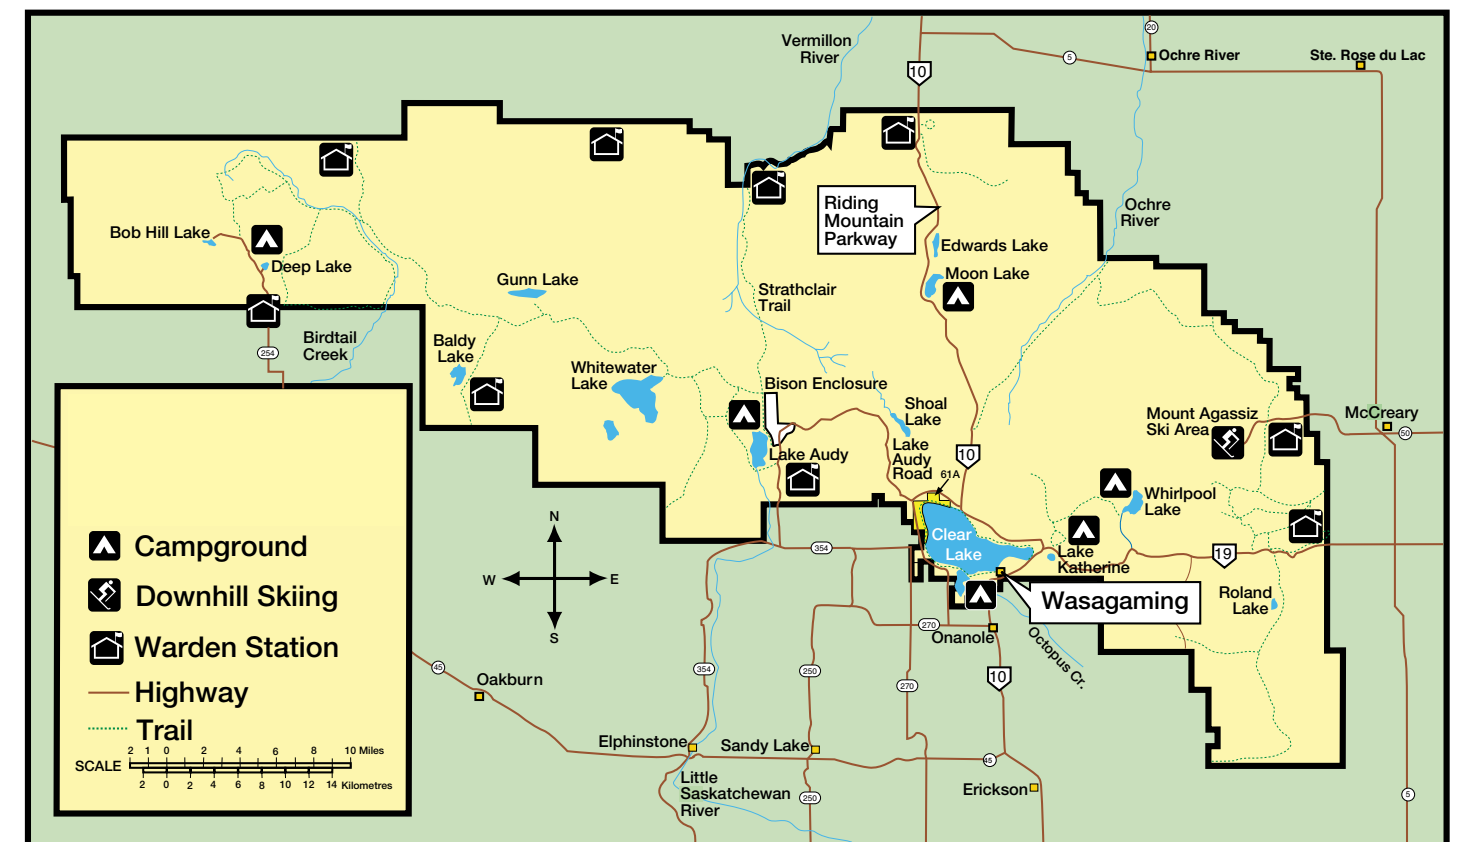 Vermillon
River
20
Ochre River
Ste. Rose du Lac
5
10
Riding
Mountain
Parkway
Ochre
River
Bob Hill Lake
Deep Lake
Edwards Lake
Moon Lake
Gunn Lake
Strathclair
Trail
Birdtail
Creek
254
Baldy
Lake
Whitewater
Lake
Bison Enclosure
Shoal
Lake
Lake
Audy
Road
61A
10
Lake Audy
Mount Agassiz
Ski Area
McCreary
50
Whirlpool
Lake
Clear
Lake
Lake
Katherine
19
Roland
Lake
Wasagaming
N
W
E
S
354
270
Onanole
Octopus Cr.
10
45
Oakburn
354
250
270
Elphinstone
Sandy Lake
45
Little
Saskatchewan
River
250
Erickson
5
Campground
Downhill Skiing
Warden Station
Highway
Trail
2 1 0 2 4 6 8 10 Miles
SCALE
2 0 2 4 6 8 10 12 14 Kilometres